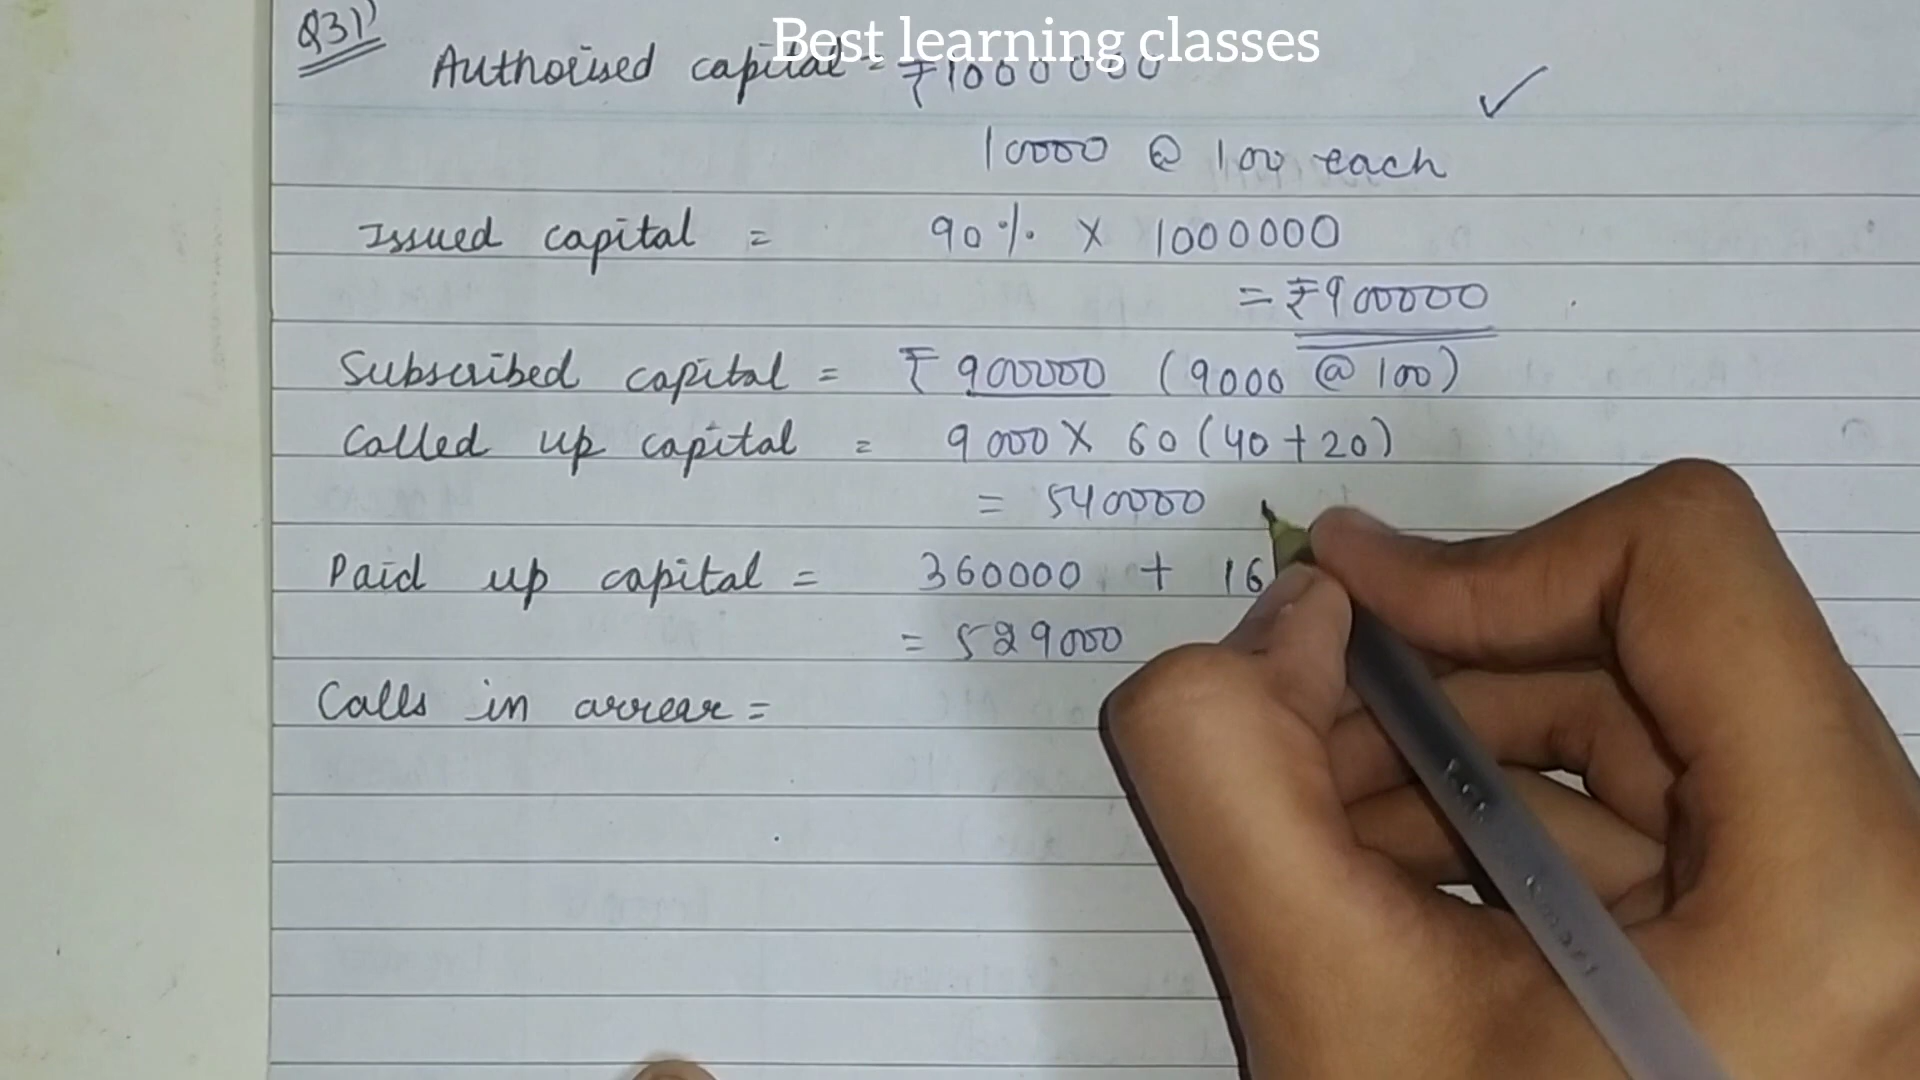 Best learning classes
Q31)
Authorised capital = ₹1000000
10000 @ 100 each
Issued capital = 90% X 1000000
= ₹900000
Subscribed capital = ₹900000 (9000 @ 100)
Called up capital = 9000 X 60 (40+20)
= 540000
Paid up capital = 360000 + 16
= 529000
Calls in arrear =